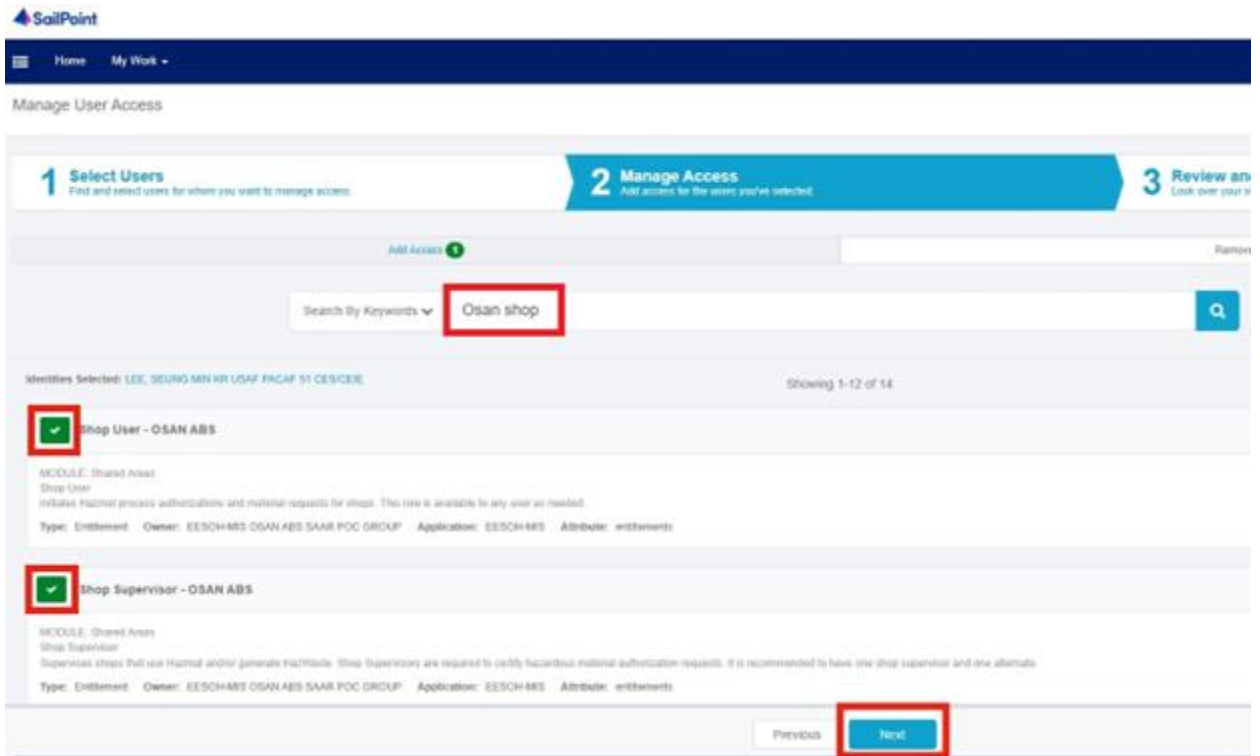 SailPoint
Home My Work
Manage User Access
1 Select Users
Find and select users for whom you want to manage access.
2 Manage Access
Add access for the users you've selected.
3 Review and
Look over your s
Add Access 1
Remove
Search By Keywords
Osan shop
Identities Selected: LEE, SEUNG MIN KR USAF PACAF 51 CES/CEIE
Showing 1-12 of 14
Shop User - OSAN ABS
MODULE: Shared Areas
Shop User
Initiates Hazmat process authorizations and material requests for shops. This role is available to any user as needed.
Type: Entitlement Owner: EESOH-MIS OSAN ABS SAAR POC GROUP Application: EESOH-MIS Attribute: entitlements
Shop Supervisor - OSAN ABS
MODULE: Shared Areas
Shop Supervisor
Supervises shops that use Hazmat and/or generate HazWaste. Shop Supervisors are required to certify hazardous material authorization requests. It is recommended to have one shop supervisor and one alternate.
Type: Entitlement Owner: EESOH-MIS OSAN ABS SAAR POC GROUP Application: EESOH-MIS Attribute: entitlements
Previous Next